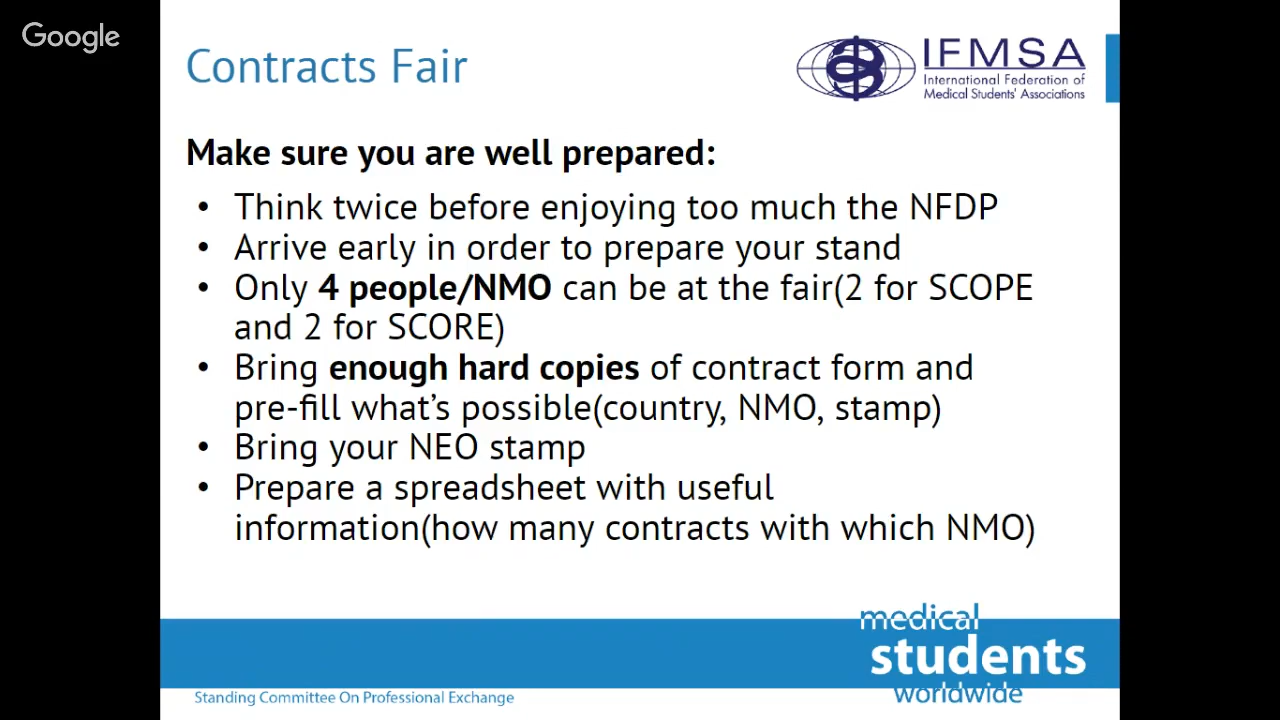 Google
Contracts Fair
IFMSA
International Federation of
Medical Students' Associations
Make sure you are well prepared:
• Think twice before enjoying too much the NFDP
• Arrive early in order to prepare your stand
• Only 4 people/NMO can be at the fair(2 for SCOPE
and 2 for SCORE)
• Bring enough hard copies of contract form and
pre-fill what's possible(country, NMO, stamp)
• Bring your NEO stamp
• Prepare a spreadsheet with useful
information(how many contracts with which NMO)
medical
students
worldwide
Standing Committee On Professional Exchange